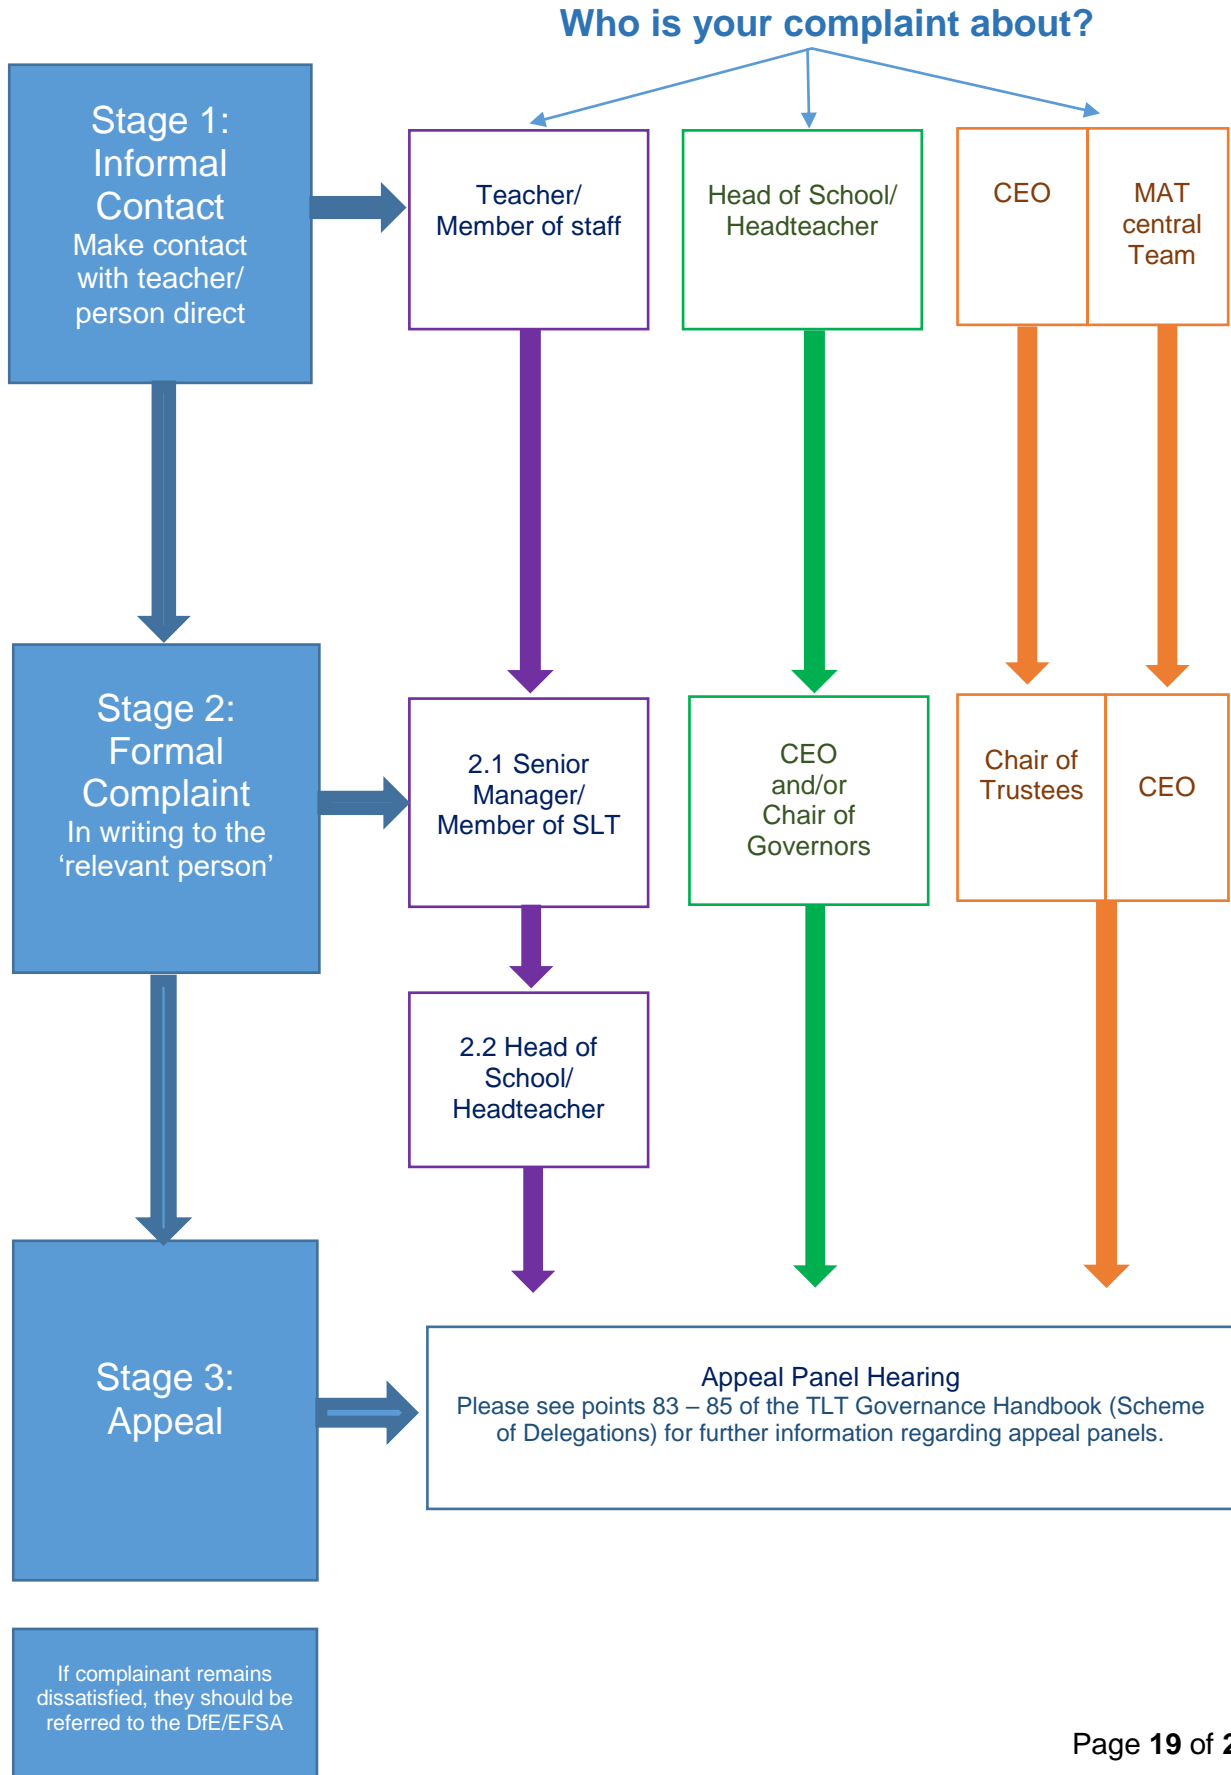 Who is your complaint about?
Stage 1:
Informal
Contact
Make contact
with teacher/
person direct
Teacher/
Member of staff
Head of School/
Headteacher
CEO
MAT
central
Team
Stage 2:
Formal
Complaint
In writing to the
‘relevant person’
2.1 Senior
Manager/
Member of SLT
CEO
and/or
Chair of
Governors
Chair of
Trustees
CEO
2.2 Head of
School/
Headteacher
Stage 3:
Appeal
Appeal Panel Hearing
Please see points 83 – 85 of the TLT Governance Handbook (Scheme
of Delegations) for further information regarding appeal panels.
If complainant remains
dissatisfied, they should be
referred to the DfE/EFSA
Page 19 of 2